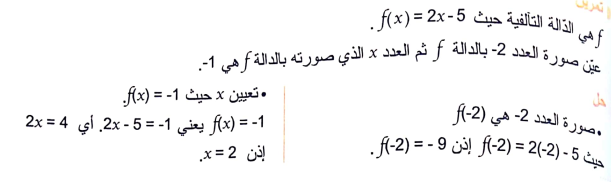 تمرين
f هي الدّالة التآلفية حيث f(x) = 2x - 5 .
عيّن صورة العدد 2- بالدالة f ثم العدد x الذي صورته بالدالة f هي 1-.
حل
• صورة العدد 2- هي f(-2)
حيث f(-2) = 2(-2) - 5 إذن f(-2) = - 9 .
• تعيين x حيث f(x) = -1.
f(x) = -1 يعني 2x - 5 = -1. أي 2x = 4
إذن x = 2.